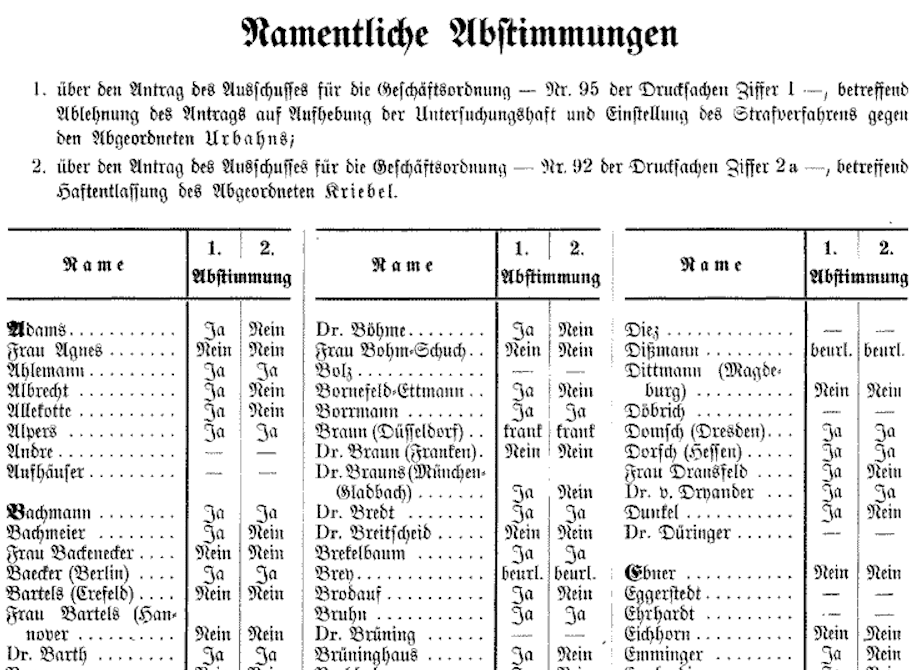 Namentliche Abstimmungen
1. über den Antrag des Ausschusses für die Geschäftsordnung — Nr. 95 der Drucksachen Ziffer 1 —, betreffend
Ablehnung des Antrags auf Aufhebung der Untersuchungshaft und Einstellung des Strafverfahrens gegen
den Abgeordneten Urbahns;
2. über den Antrag des Ausschusses für die Geschäftsordnung — Nr. 92 der Drucksachen Ziffer 2a —, betreffend
Haftentlassung des Abgeordneten Kriebel.
Name 1. 2.
Abstimmung
Adams Ja Nein
Frau Agnes Nein Nein
Ahlemann Ja Ja
Albrecht Ja Nein
Allekotte Ja Nein
Alpers Ja Ja
Andre — —
Aufhäuser — —
Bachmann Ja Ja
Bachmeier Ja Nein
Frau Backenecker Nein Nein
Baecker (Berlin) Ja Ja
Bartels (Crefeld) Nein Nein
Frau Bartels (Han-
nover Nein Nein
Dr. Barth Ja Ja
Name 1. 2.
Abstimmung
Dr. Böhme Ja Nein
Frau Bohm-Schuch Nein Nein
Bolz — —
Bornefeld-Ettmann Ja Nein
Borrmann Ja Ja
Braun (Düsseldorf) krank krank
Dr. Braun (Franken) Nein Nein
Dr. Brauns (München-
Gladbach) Ja Nein
Dr. Bredt Ja Ja
Dr. Breitscheid Nein Nein
Brekelbaum Ja Ja
Brey beurl. beurl.
Brodauf Ja Nein
Bruhn Ja Ja
Dr. Brüning — —
Brüninghaus Ja Ja
Name 1. 2.
Abstimmung
Diez — —
Dißmann beurl. beurl.
Dittmann (Magde-
burg) Nein Nein
Döbrich — —
Domsch (Dresden) Ja Ja
Dorsch (Hessen) Ja Ja
Frau Dransfeld Ja Nein
Dr. v. Dryander Ja Ja
Dunkel Ja Nein
Dr. Düringer — —
Ebner Nein Nein
Eggerstedt — —
Ehrhardt — —
Eichhorn Nein Nein
Emminger Ja Nein